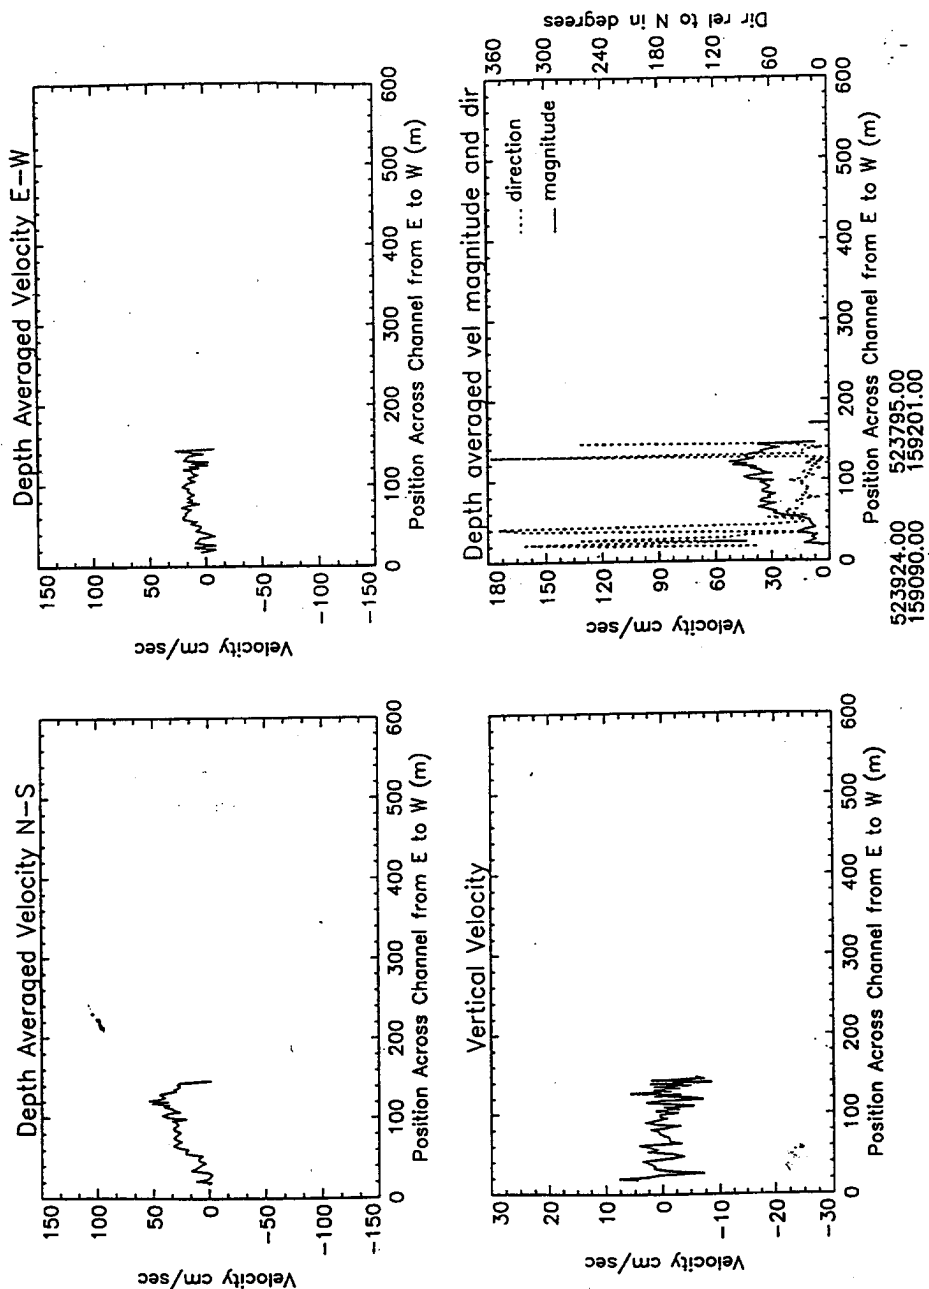 Depth Averaged Velocity N-S
150
100
50
0
-50
-100
-150
Velocity cm/sec
0 100 200 300 400 500 600
Position Across Channel from E to W (m)
Depth Averaged Velocity E-W
150
100
50
0
-50
-100
-150
Velocity cm/sec
0 100 200 300 400 500 600
Position Across Channel from E to W (m)
Vertical Velocity
30
20
10
0
-10
-20
-30
Velocity cm/sec
0 100 200 300 400 500 600
Position Across Channel from E to W (m)
Depth averaged vel magnitude and dir
180
150
120
90
60
30
0
Velocity cm/sec
direction
magnitude
360
300
240
180
120
60
0
Dir rel to N in degrees
0 100 200 300 400 500 600
Position Across Channel from E to W (m)
523924.00 523795.00
159090.00 159201.00